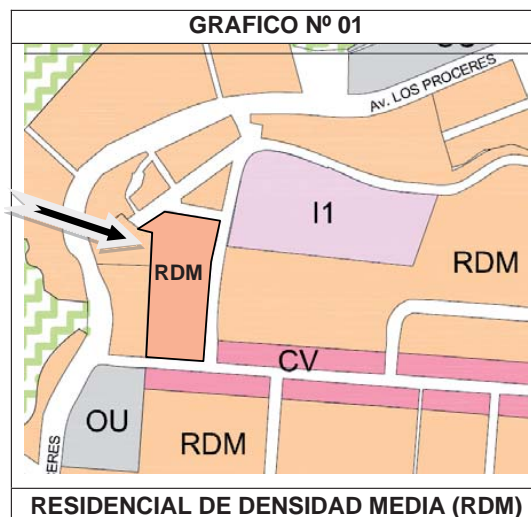 GRAFICO Nº 01
Av. LOS PROCERES
I1
RDM
RDM
CV
OU
RDM
RESIDENCIAL DE DENSIDAD MEDIA (RDM)